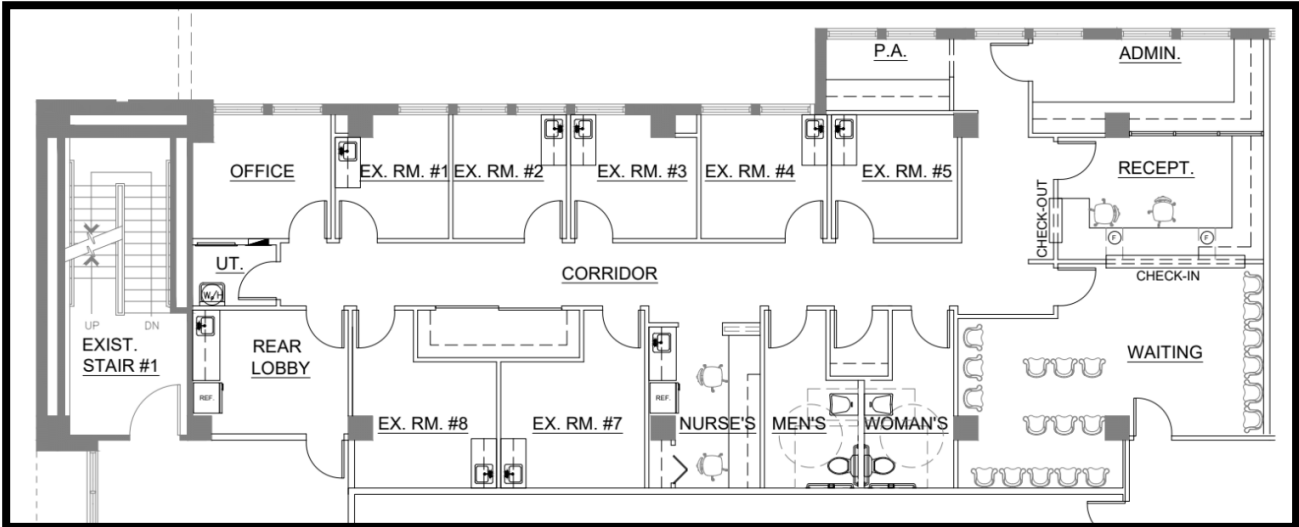 P.A.
ADMIN.
OFFICE
EX. RM. #1
EX. RM. #2
EX. RM. #3
EX. RM. #4
EX. RM. #5
RECEPT.
CHECK-OUT
F
F
UT.
W/H
CORRIDOR
CHECK-IN
UP
DN
EXIST.
STAIR #1
REAR
LOBBY
REF.
REF.
WAITING
EX. RM. #8
EX. RM. #7
NURSE'S
MEN'S
WOMAN'S